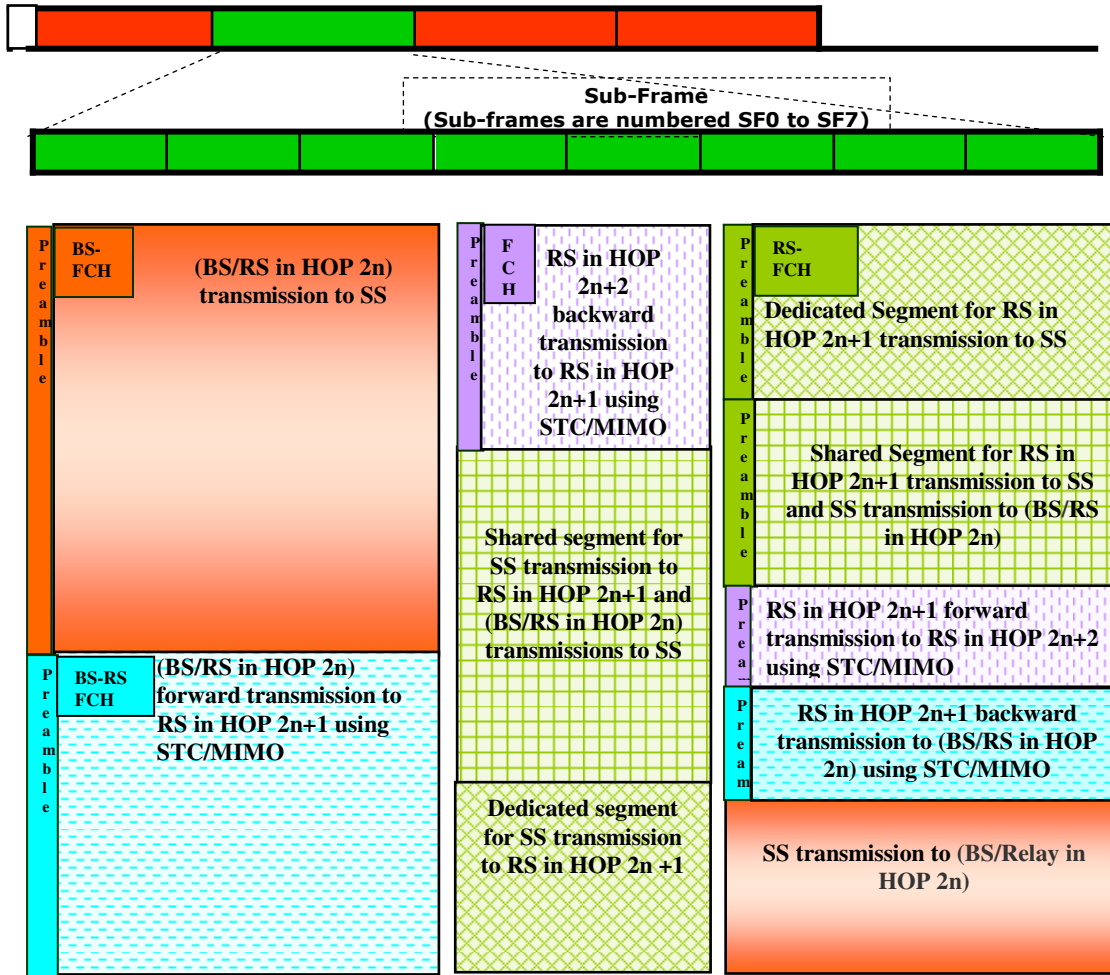 Sub-Frame
(Sub-frames are numbered SF0 to SF7)
Preamble
BS-
FCH
(BS/RS in HOP 2n)
transmission to SS
Preamble
BS-RS
FCH
(BS/RS in HOP 2n)
forward transmission to
RS in HOP 2n+1 using
STC/MIMO
Preamble
FCH
RS in HOP
2n+2
backward
transmission
to RS in HOP
2n+1 using
STC/MIMO
Shared segment for
SS transmission to
RS in HOP 2n+1 and
(BS/RS in HOP 2n)
transmissions to SS
Dedicated segment
for SS transmission
to RS in HOP 2n +1
Preamble
RS-
FCH
Dedicated Segment for RS in
HOP 2n+1 transmission to SS
Preamble
Shared Segment for RS in
HOP 2n+1 transmission to SS
and SS transmission to (BS/RS
in HOP 2n)
Prea
RS in HOP 2n+1 forward
transmission to RS in HOP 2n+2
using STC/MIMO
Pream
RS in HOP 2n+1 backward
transmission to (BS/RS in HOP
2n) using STC/MIMO
SS transmission to (BS/Relay in
HOP 2n)